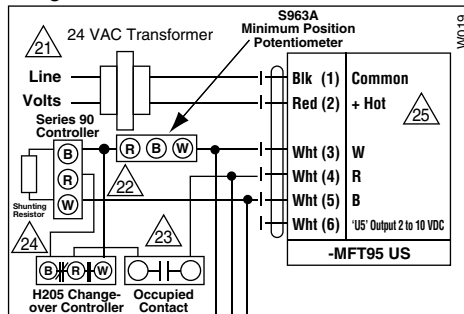 S963A
Minimum Position
Potentiometer
W019
21
24 VAC Transformer
Line
Volts
Blk (1) Common
Red (2) + Hot
25
Series 90
Controller
B
R
W
R B W
22
Wht (3) W
Wht (4) R
Wht (5) B
Wht (6) 'U5' Output 2 to 10 VDC
-MFT95 US
Shunting
Resistor
24
23
B R W
H205 Change-
over Controller
Occupied
Contact